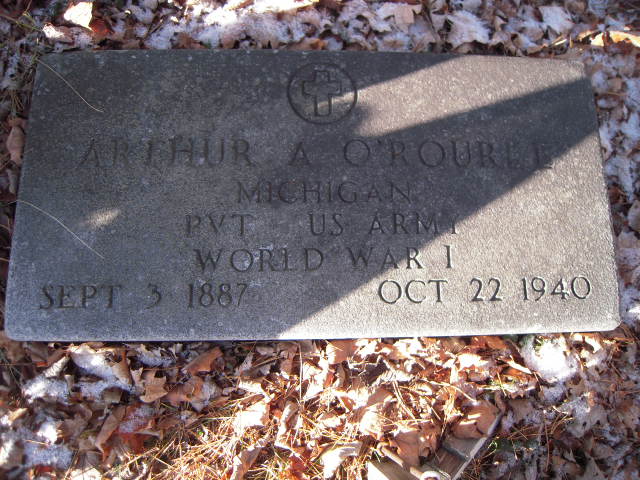 ARTHUR A O'ROURKE
MICHIGAN
PVT US ARMY
WORLD WAR I
SEPT 3 1887 OCT 22 1940